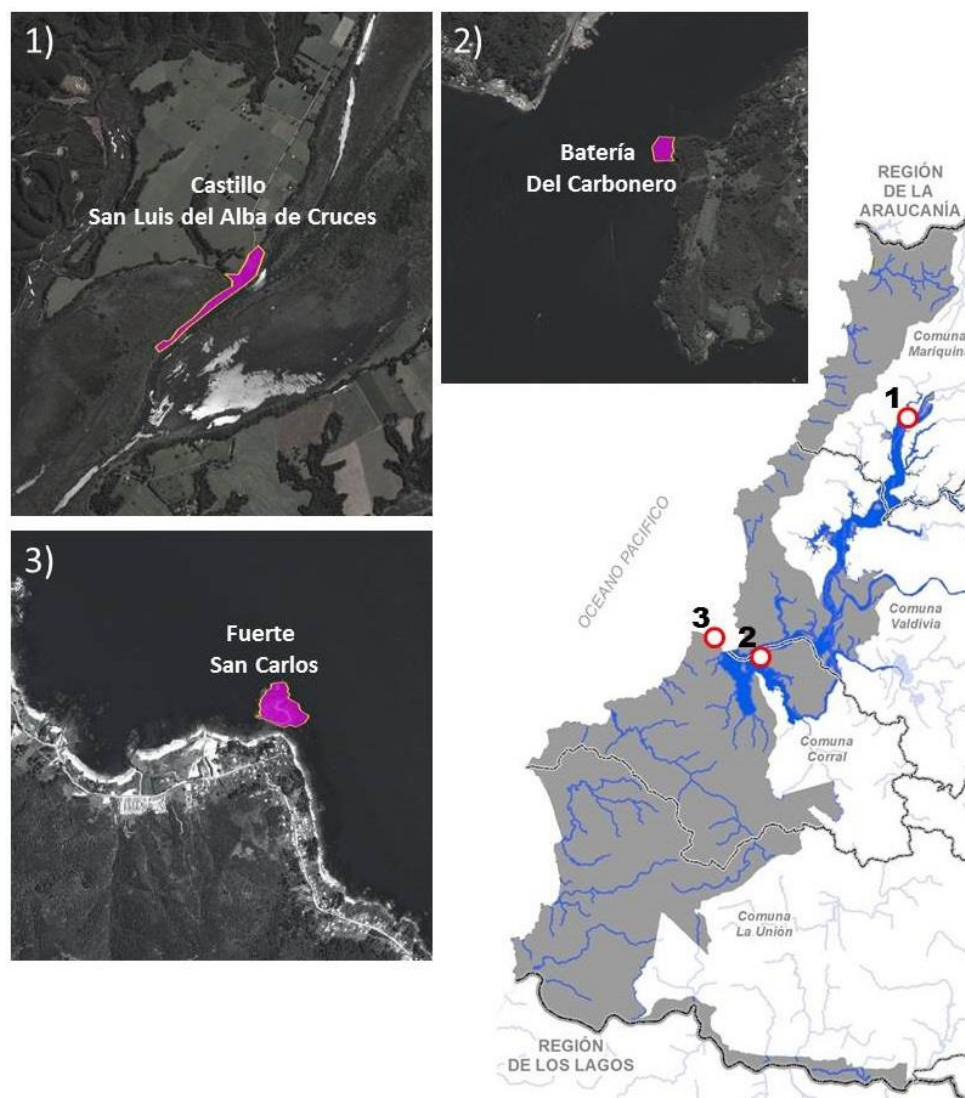 1)
Castillo
San Luis del Alba de Cruces
2)
Batería
Del Carbonero
3)
Fuerte
San Carlos
REGIÓN
DE LA
ARAUCANÍA
Comuna
Mariquina
1
OCEANO PACIFICO
Comuna
Valdivia
3
2
Comuna
Corral
Comuna
La Unión
REGIÓN
DE LOS LAGOS